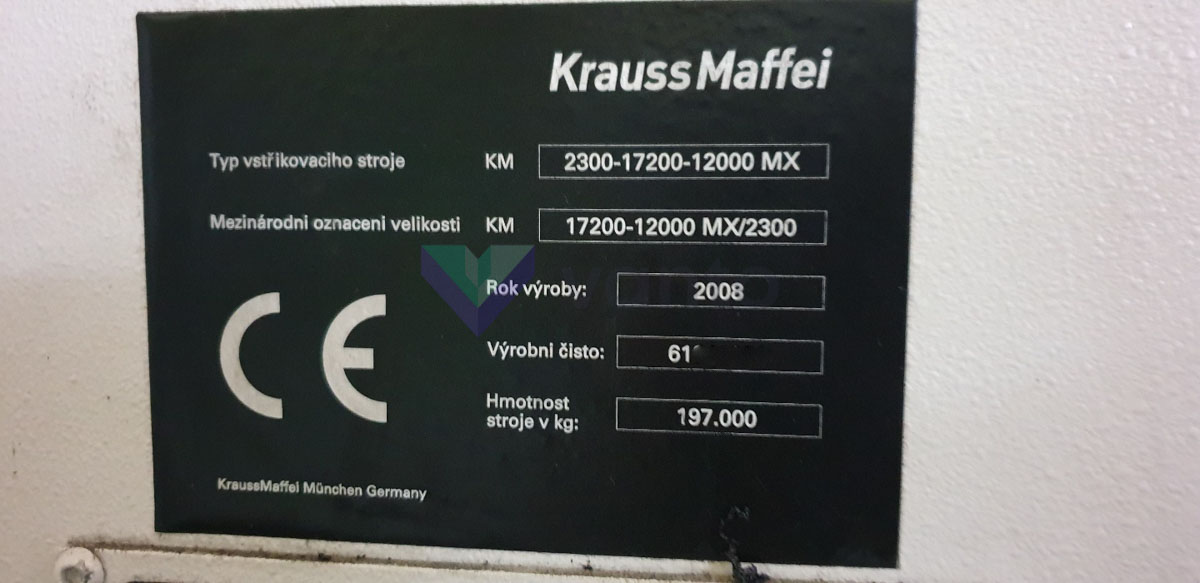 KraussMaffei
Typ vstřikovaciho stroje KM 2300-17200-12000 MX
Mezinárodni oznaceni velikosti KM 17200-12000 MX/2300
Rok výroby: 2008
Výrobni čisto: 61
Hmotnost
stroje v kg: 197.000
CE
KraussMaffei München Germany